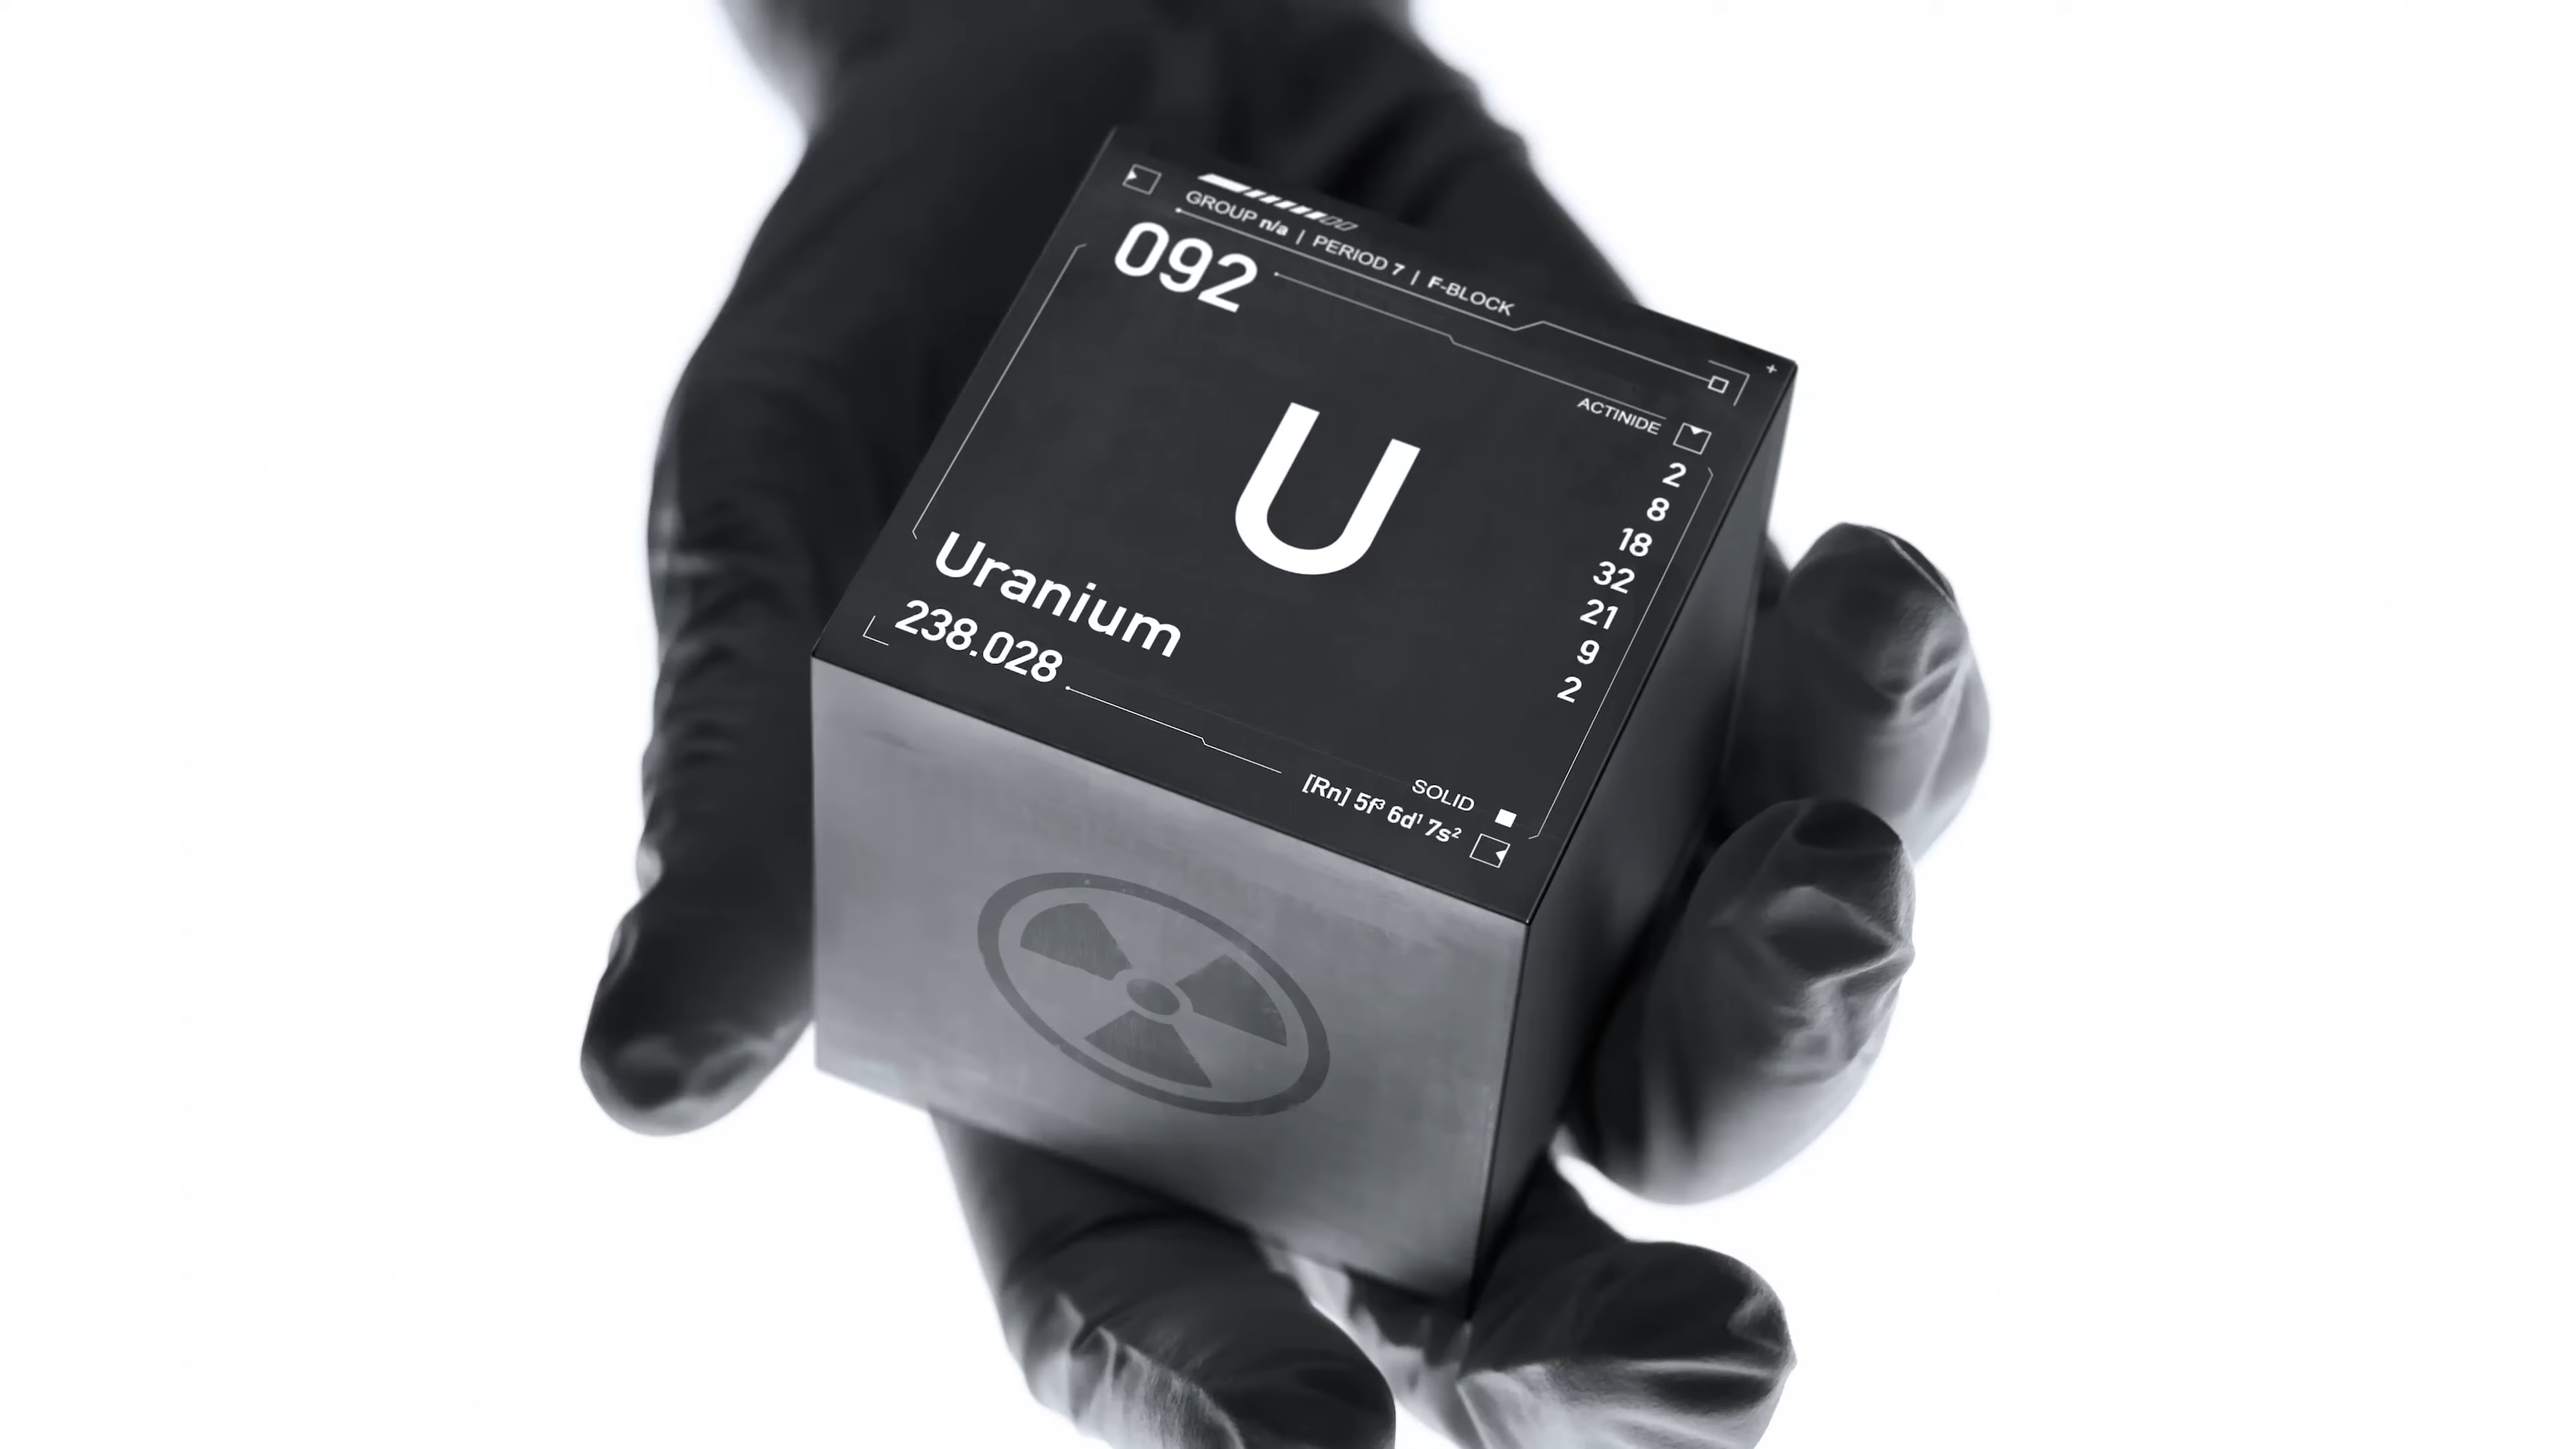 GROUP n/a | PERIOD 7 | F-BLOCK
092
ACTINIDE
U
2
8
18
32
21
9
2
Uranium
238.028
SOLID
[Rn] 5f³ 6d¹ 7s²